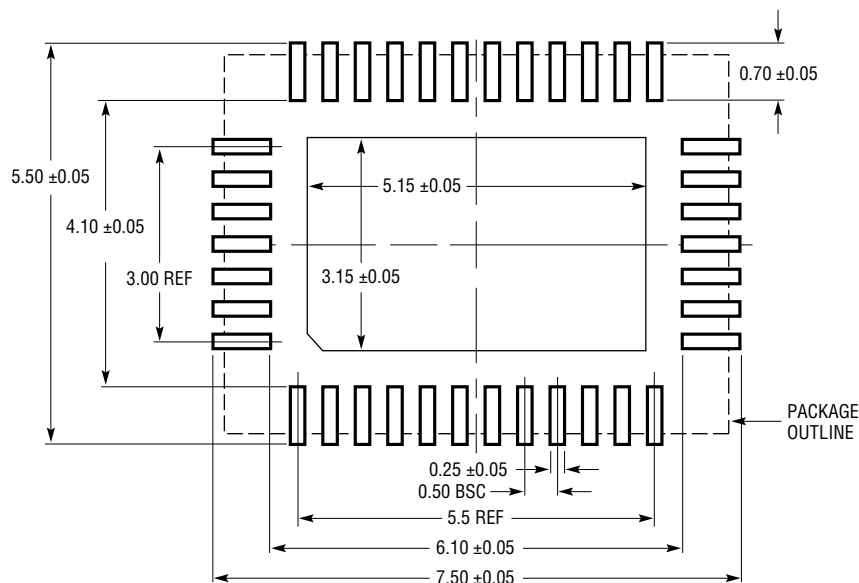 0.70 ±0.05
5.50 ±0.05
5.15 ±0.05
4.10 ±0.05
3.00 REF
3.15 ±0.05
PACKAGE
OUTLINE
0.25 ±0.05
0.50 BSC
5.5 REF
6.10 ±0.05
7.50 ±0.05